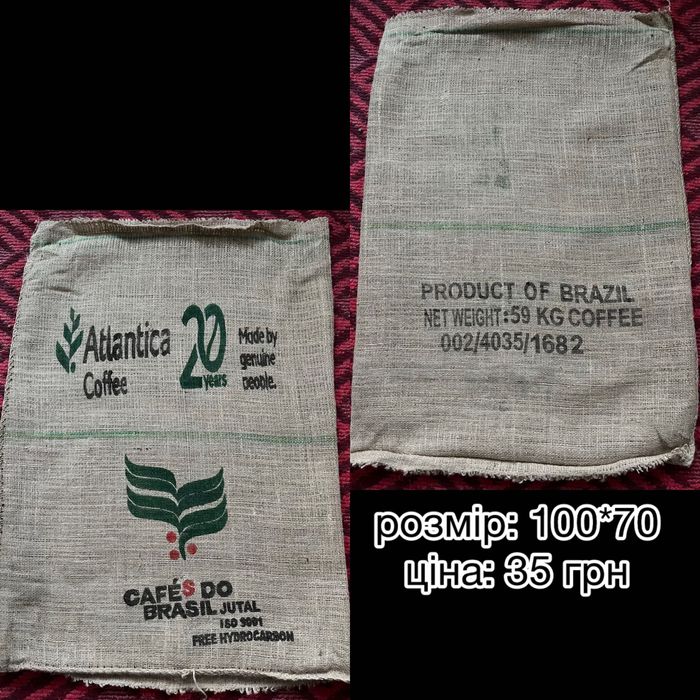 Atlantica
Coffee
20
years
Made by
genuine
people.
CAFÉS DO
BRASIL JUTAL
ISO 9001
FREE HYDROCARBON
PRODUCT OF BRAZIL
NET WEIGHT:59 KG COFFEE
002/4035/1682
розмір: 100*70
ціна: 35 грн